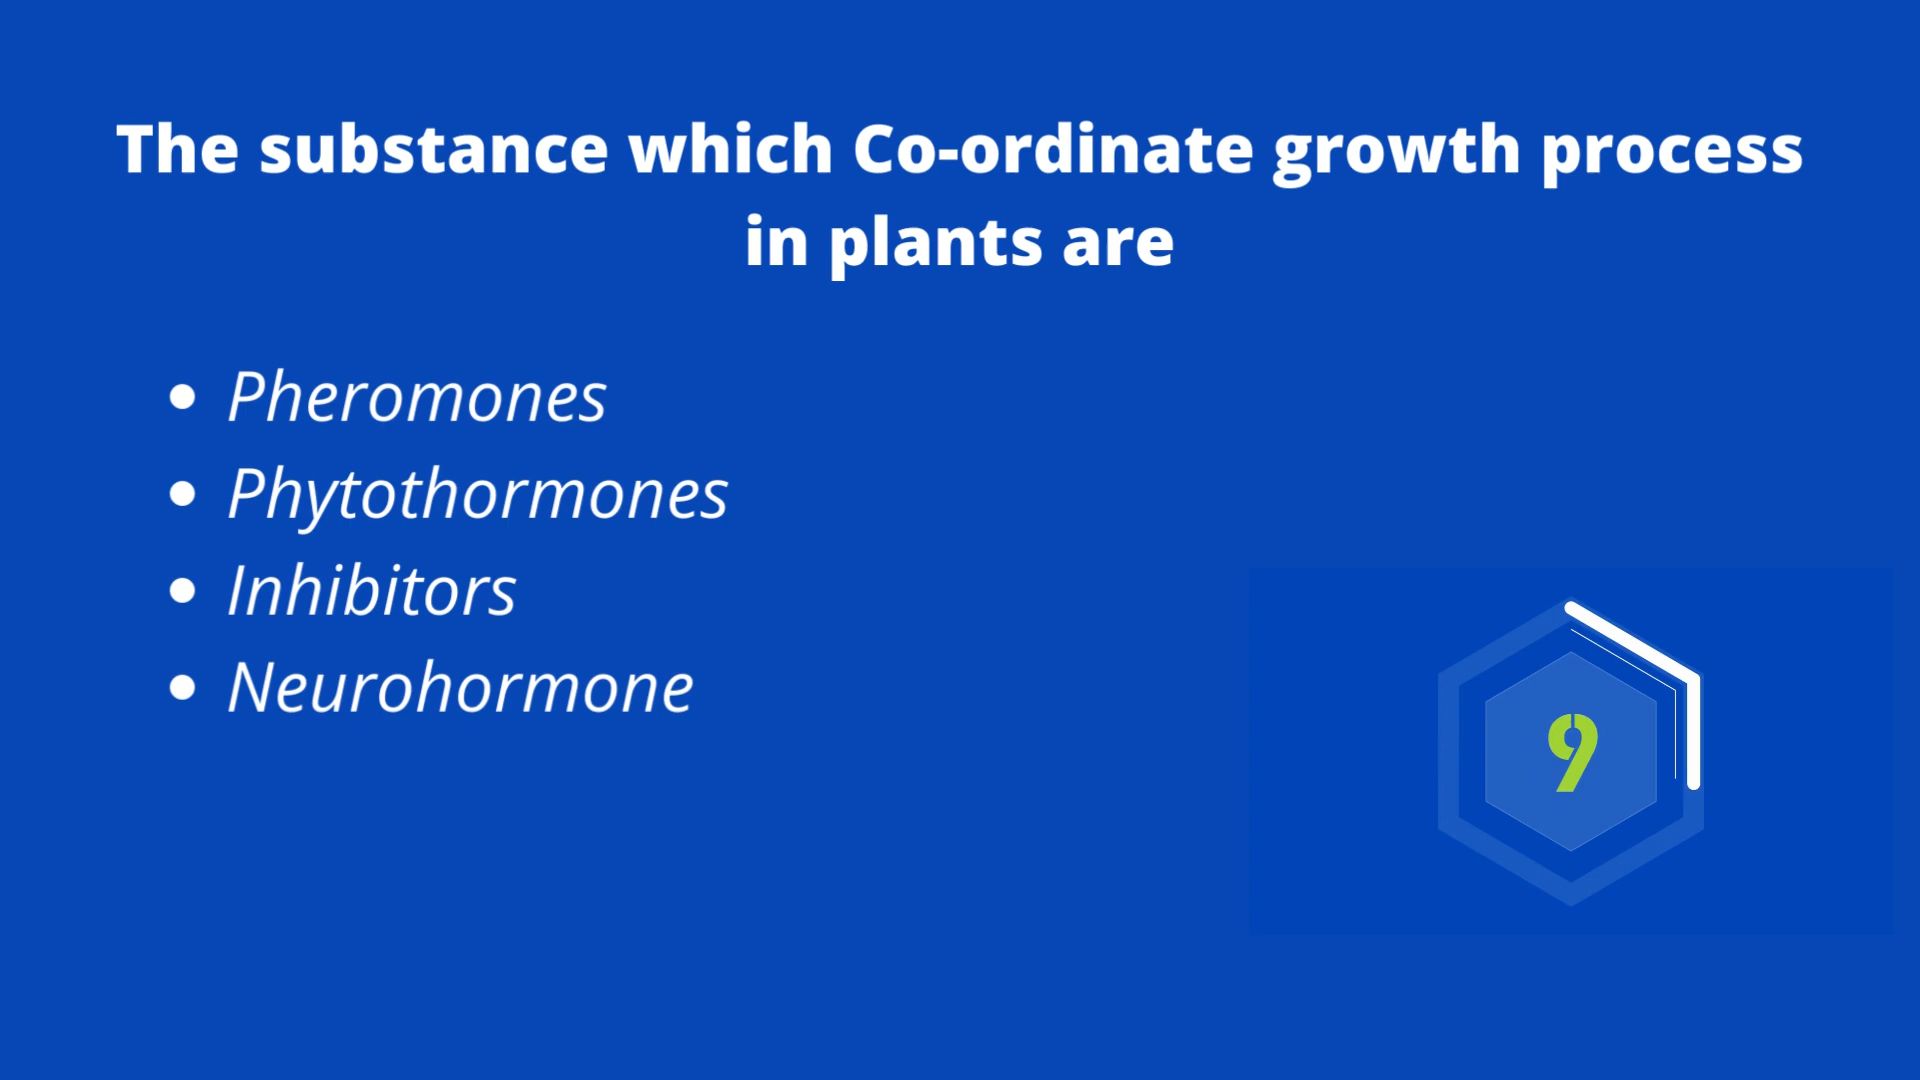 The substance which Co-ordinate growth process
in plants are
Pheromones
Phytothormones
Inhibitors
Neurohormone
9